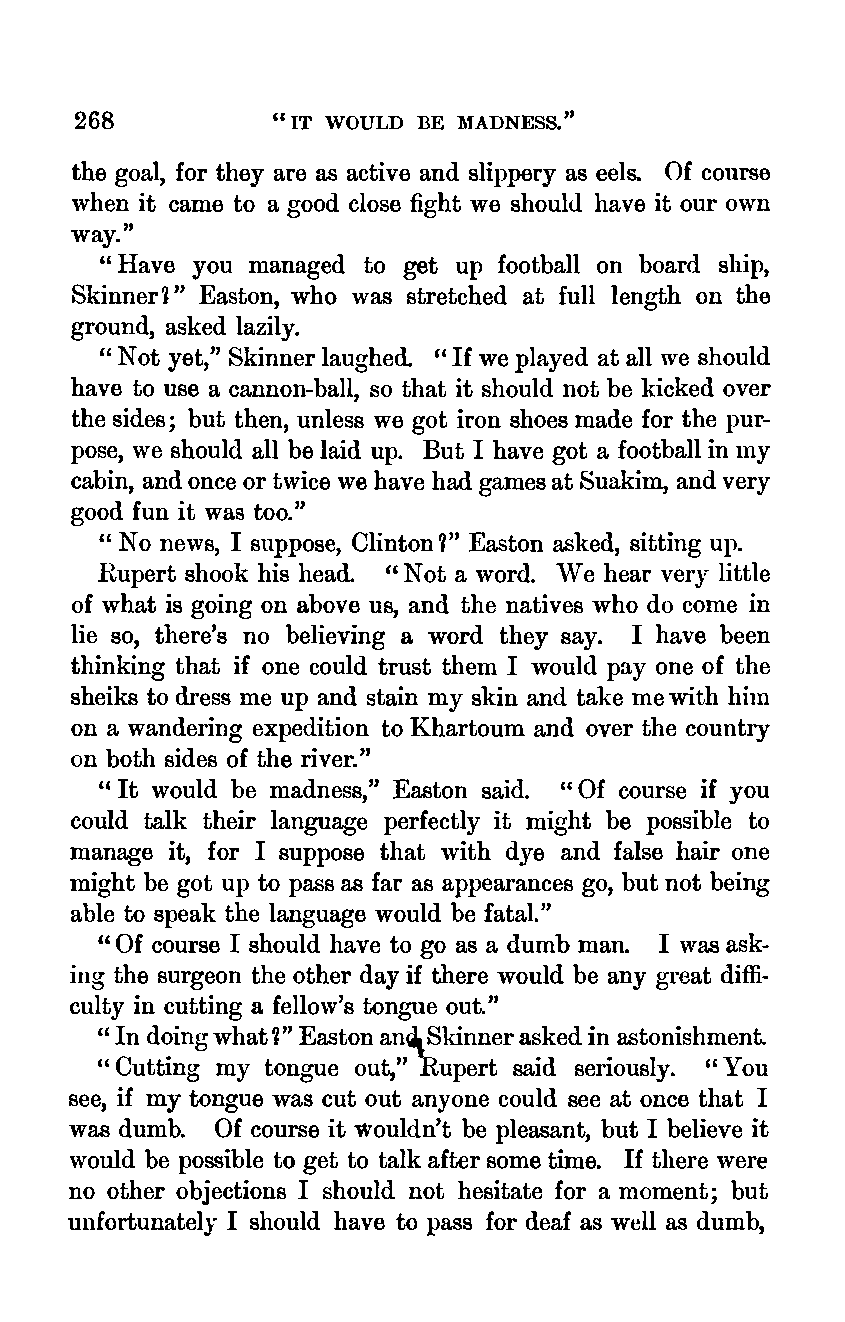 268 “IT WOULD BE MADNESS.”
the goal, for they are as active and slippery as eels. Of course
when it came to a good close fight we should have it our own
way.”
“Have you managed to get up football on board ship,
Skinner?” Easton, who was stretched at full length on the
ground, asked lazily.
“Not yet,” Skinner laughed. “If we played at all we should
have to use a cannon-ball, so that it should not be kicked over
the sides; but then, unless we got iron shoes made for the pur-
pose, we should all be laid up. But I have got a football in my
cabin, and once or twice we have had games at Suakim, and very
good fun it was too.”
“No news, I suppose, Clinton?” Easton asked, sitting up.
Rupert shook his head. “Not a word. We hear very little
of what is going on above us, and the natives who do come in
lie so, there’s no believing a word they say. I have been
thinking that if one could trust them I would pay one of the
sheiks to dress me up and stain my skin and take me with him
on a wandering expedition to Khartoum and over the country
on both sides of the river.”
“It would be madness,” Easton said. “Of course if you
could talk their language perfectly it might be possible to
manage it, for I suppose that with dye and false hair one
might be got up to pass as far as appearances go, but not being
able to speak the language would be fatal.”
“Of course I should have to go as a dumb man. I was ask-
ing the surgeon the other day if there would be any great diffi-
culty in cutting a fellow’s tongue out.”
“In doing what?” Easton and Skinner asked in astonishment.
“Cutting my tongue out,” Rupert said seriously. “You
see, if my tongue was cut out anyone could see at once that I
was dumb. Of course it wouldn’t be pleasant, but I believe it
would be possible to get to talk after some time. If there were
no other objections I should not hesitate for a moment; but
unfortunately I should have to pass for deaf as well as dumb,